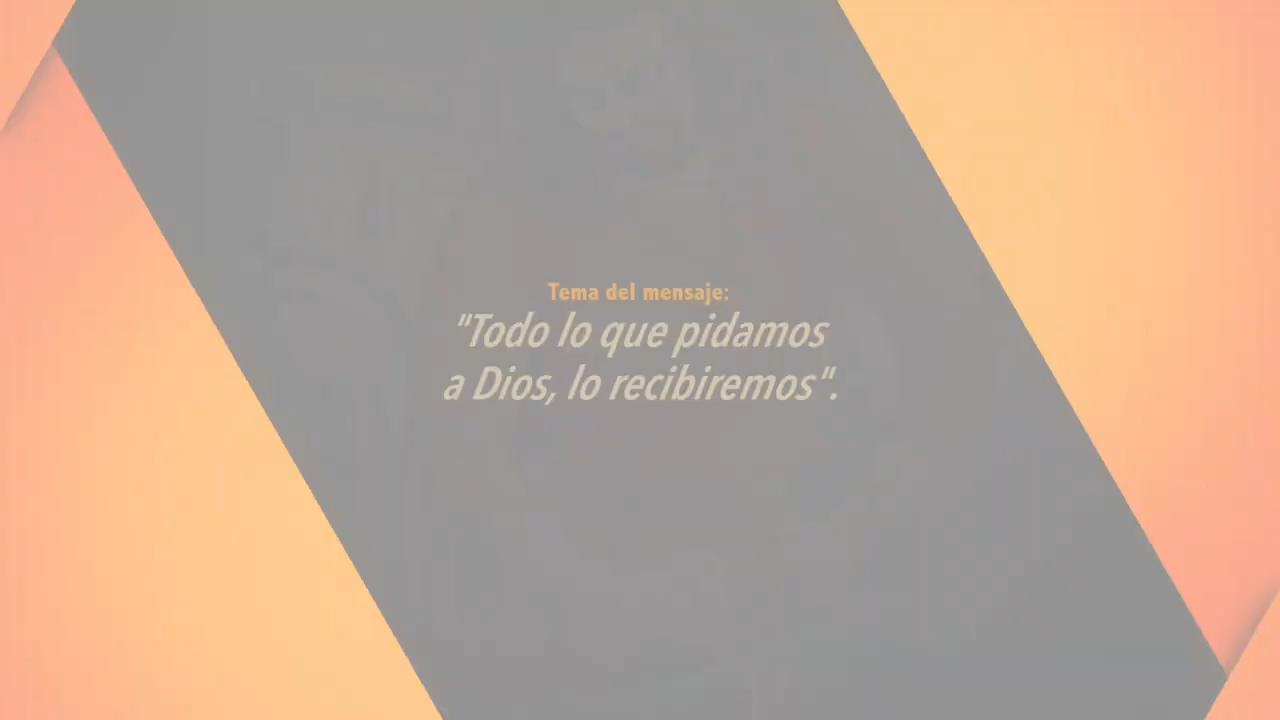 Tema del mensaje:
"Todo lo que pidamos
a Dios, lo recibiremos".